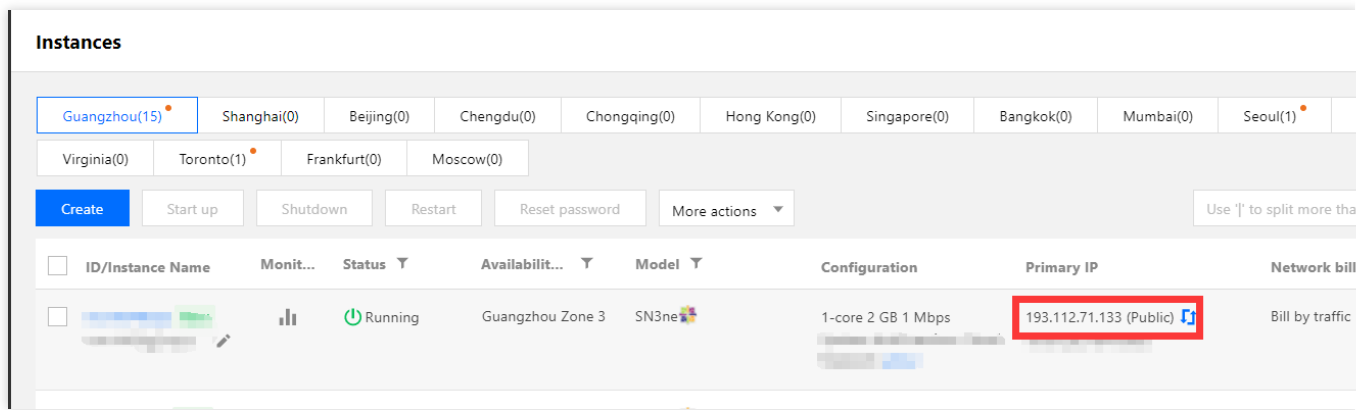 Instances
Guangzhou(15) Shanghai(0) Beijing(0) Chengdu(0) Chongqing(0) Hong Kong(0) Singapore(0) Bangkok(0) Mumbai(0) Seoul(1)
Virginia(0) Toronto(1) Frankfurt(0) Moscow(0)
Create Start up Shutdown Restart Reset password More actions Use '|' to split more tha
ID/Instance Name Monit... Status Availabilit... Model Configuration Primary IP Network bill
Running Guangzhou Zone 3 SN3ne 1-core 2 GB 1 Mbps 193.112.71.133 (Public) Bill by traffic